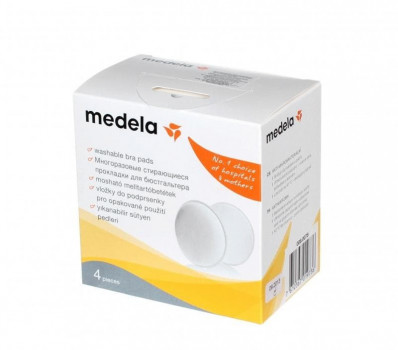 medela
washable bra pads
Многоразовые стирающиеся
прокладки для бюстгальтера
mosható melltartóbetétek
vložky do podprsenky
pro opakované použití
yıkanabilir sütyen
pedleri
4 pieces
No. 1 choice
of hospitals
& mothers